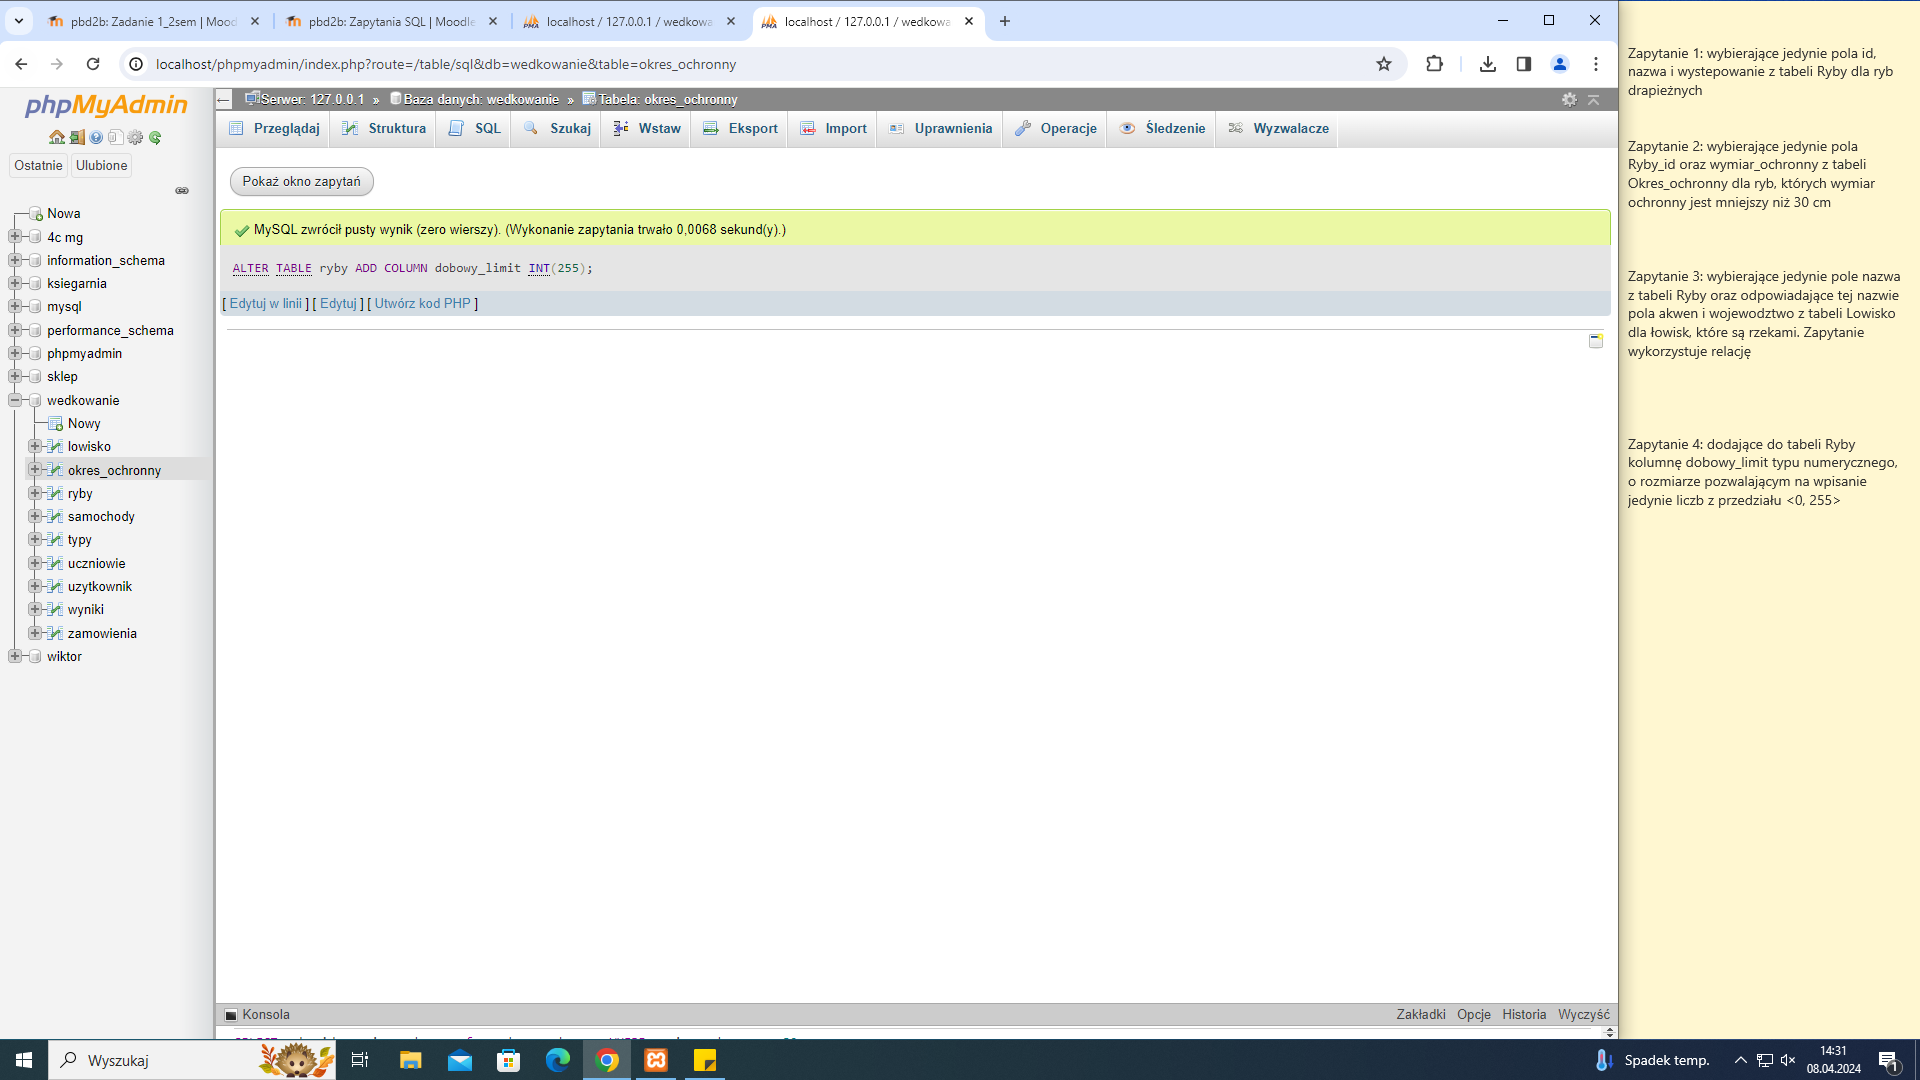 pbd2b: Zadanie 1_2sem | Mood
pbd2b: Zapytania SQL | Moodle
localhost / 127.0.0.1 / wedkowa
localhost / 127.0.0.1 / wedkowa
localhost/phpmyadmin/index.php?route=/table/sql&db=wedkowanie&table=okres_ochronny
phpMyAdmin
Ostatnie
Ulubione
Nowa
4c mg
information_schema
ksiegarnia
mysql
performance_schema
phpmyadmin
sklep
wedkowanie
Nowy
lowisko
okres_ochronny
ryby
samochody
typy
uczniowie
uzytkownik
wyniki
zamowienia
wiktor
Serwer: 127.0.0.1 » Baza danych: wedkowanie » Tabela: okres_ochronny
Przeglądaj
Struktura
SQL
Szukaj
Wstaw
Eksport
Import
Uprawnienia
Operacje
Śledzenie
Wyzwalacze
Pokaż okno zapytań
MySQL zwrócił pusty wynik (zero wierszy). (Wykonanie zapytania trwało 0,0068 sekund(y).)
ALTER TABLE ryby ADD COLUMN dobowy_limit INT(255);
[ Edytuj w linii ] [ Edytuj ] [ Utwórz kod PHP ]
Konsola
Zakładki
Opcje
Historia
Wyczyść
Zapytanie 1: wybierające jedynie pola id,
nazwa i wystepowanie z tabeli Ryby dla ryb
drapieżnych
Zapytanie 2: wybierające jedynie pola
Ryby_id oraz wymiar_ochronny z tabeli
Okres_ochronny dla ryb, których wymiar
ochronny jest mniejszy niż 30 cm
Zapytanie 3: wybierające jedynie pole nazwa
z tabeli Ryby oraz odpowiadające tej nazwie
pola akwen i wojewodztwo z tabeli Lowisko
dla łowisk, które są rzekami. Zapytanie
wykorzystuje relację
Zapytanie 4: dodające do tabeli Ryby
kolumnę dobowy_limit typu numerycznego,
o rozmiarze pozwalającym na wpisanie
jedynie liczb z przedziału <0, 255>
Wyszukaj
Spadek temp.
14:31
08.04.2024
1